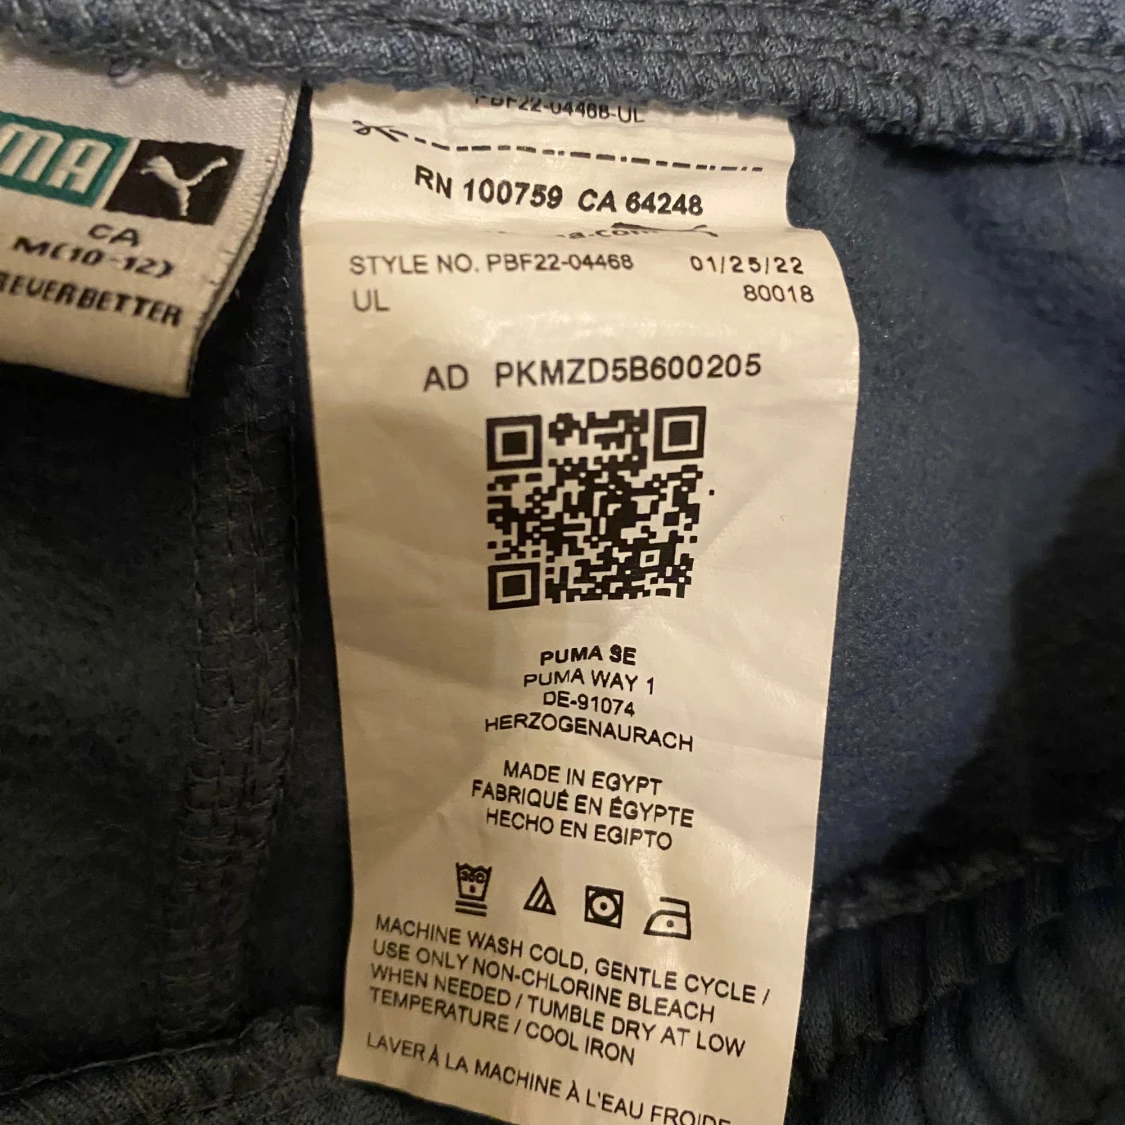 MA
CA
M(10-12)
REVERBETTER
PBF22-04468-UL
RN 100759 CA 64248
STYLE NO. PBF22-04468 01/25/22
UL 80018
AD PKMZD5B600205
PUMA SE
PUMA WAY 1
DE-91074
HERZOGENAURACH
MADE IN EGYPT
FABRIQUÉ EN ÉGYPTE
HECHO EN EGIPTO
30C
MACHINE WASH COLD, GENTLE CYCLE /
USE ONLY NON-CHLORINE BLEACH
WHEN NEEDED / TUMBLE DRY AT LOW
TEMPERATURE / COOL IRON
LAVER À LA MACHINE À L'EAU FROIDE